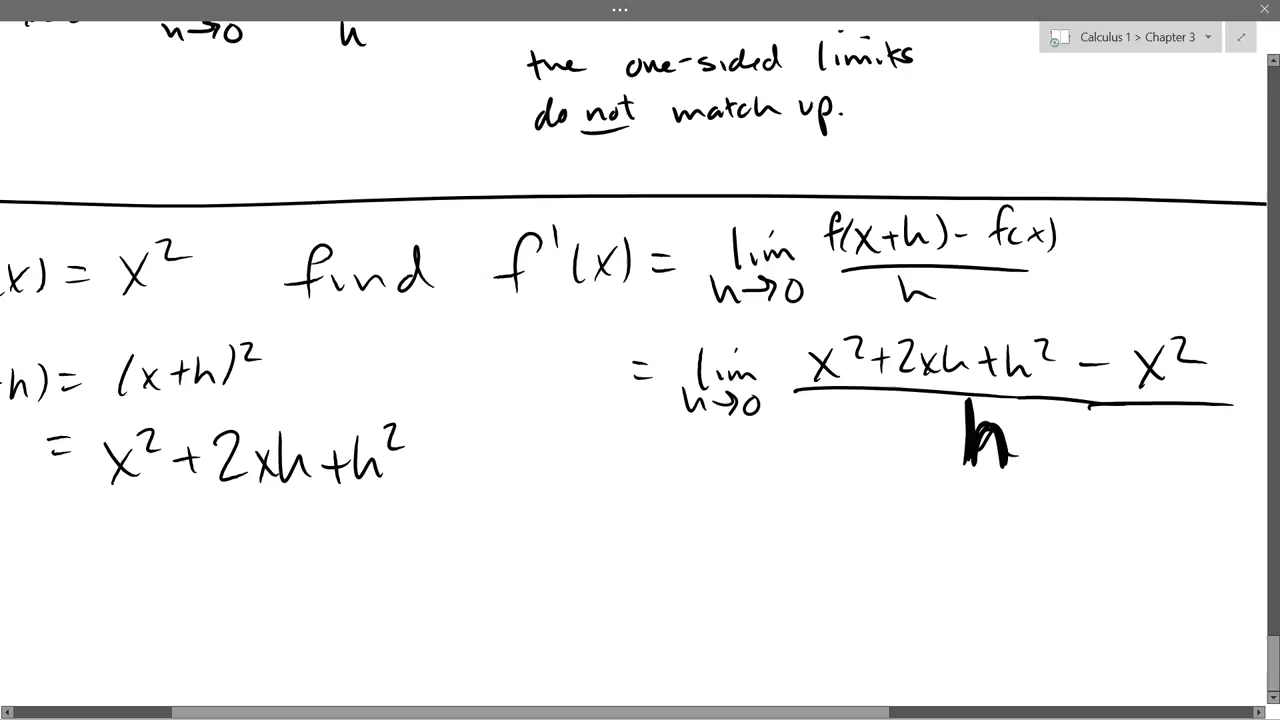 Calculus 1 > Chapter 3
h→0 h
the one-sided limits
do not match up.
x) = x² find f'(x) = lim h→0 f(x+h) - f(x) / h
h) = (x+h)²
= x² + 2xh + h²
= lim h→0 x² + 2xh + h² - x² / h